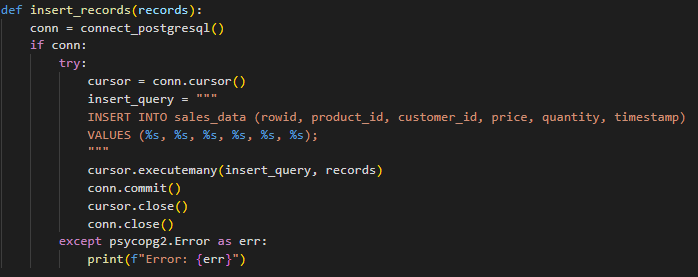 def insert_records(records):
    conn = connect_postgresql()
    if conn:
        try:
            cursor = conn.cursor()
            insert_query = """
            INSERT INTO sales_data (rowid, product_id, customer_id, price, quantity, timestamp)
            VALUES (%s, %s, %s, %s, %s, %s);
            """
            cursor.executemany(insert_query, records)
            conn.commit()
            cursor.close()
            conn.close()
        except psycopg2.Error as err:
            print(f"Error: {err}")